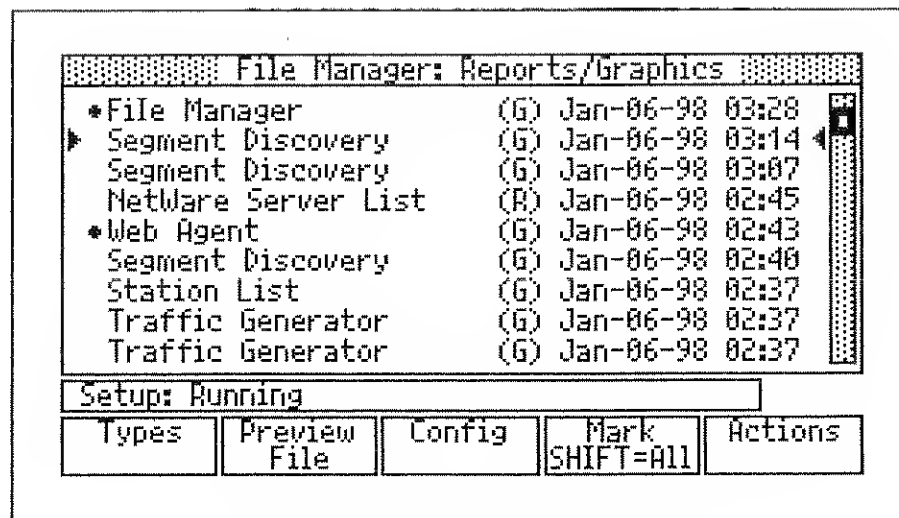 File Manager: Reports/Graphics
•File Manager (G) Jan-06-98 03:28
Segment Discovery (G) Jan-06-98 03:14
Segment Discovery (G) Jan-06-98 03:07
NetWare Server List (R) Jan-06-98 02:45
•Web Agent (G) Jan-06-98 02:43
Segment Discovery (G) Jan-06-98 02:40
Station List (G) Jan-06-98 02:37
Traffic Generator (G) Jan-06-98 02:37
Traffic Generator (G) Jan-06-98 02:37
Setup: Running
Types
Preview
File
Config
Mark
SHIFT=All
Actions